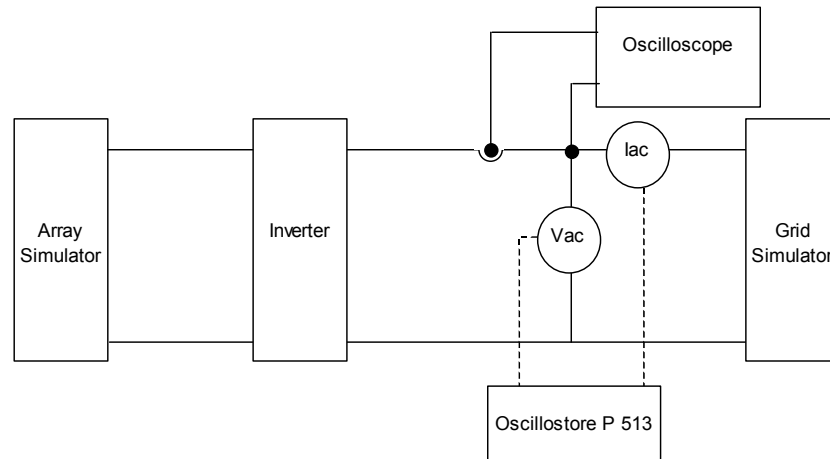 Oscilloscope
Iac
Array
Simulator
Inverter
Vac
Grid
Simulator
Oscillostore P 513